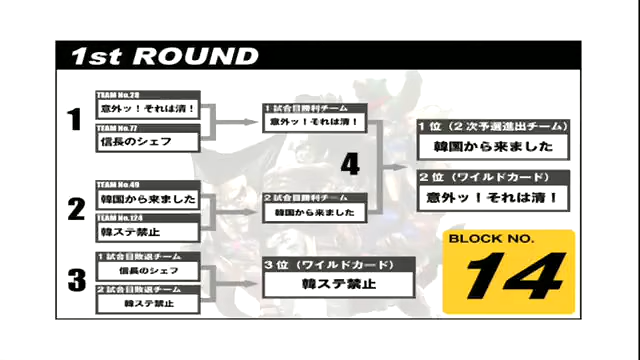 1st ROUND
1
TEAM No.28
意外ッ！それは清！
TEAM No.77
信長のシェフ
1試合目勝利チーム
意外ッ！それは清！
2
TEAM No.49
韓国から来ました
TEAM No.124
韓ステ禁止
2試合目勝利チーム
韓国から来ました
3
1試合目敗退チーム
信長のシェフ
2試合目敗退チーム
韓ステ禁止
3位（ワイルドカード）
韓ステ禁止
4
1位（2次予選進出チーム）
韓国から来ました
2位（ワイルドカード）
意外ッ！それは清！
BLOCK NO.
14